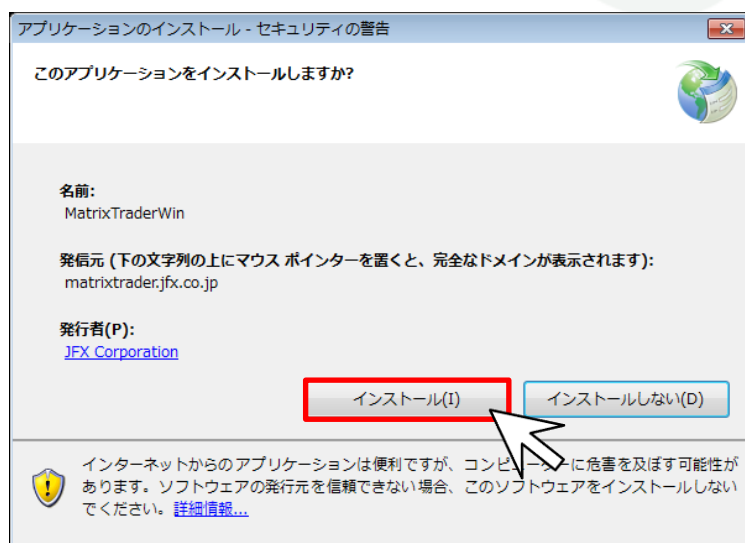 アプリケーションのインストール - セキュリティの警告
このアプリケーションをインストールしますか?
名前:
MatrixTraderWin
発信元 (下の文字列の上にマウス ポインターを置くと、完全なドメインが表示されます):
matrixtrader.jfx.co.jp
発行者(P):
JFX Corporation
インストール(I)
インストールしない(D)
インターネットからのアプリケーションは便利ですが、コンピューターに危害を及ぼす可能性が
あります。ソフトウェアの発行元を信頼できない場合、このソフトウェアをインストールしない
でください。詳細情報...